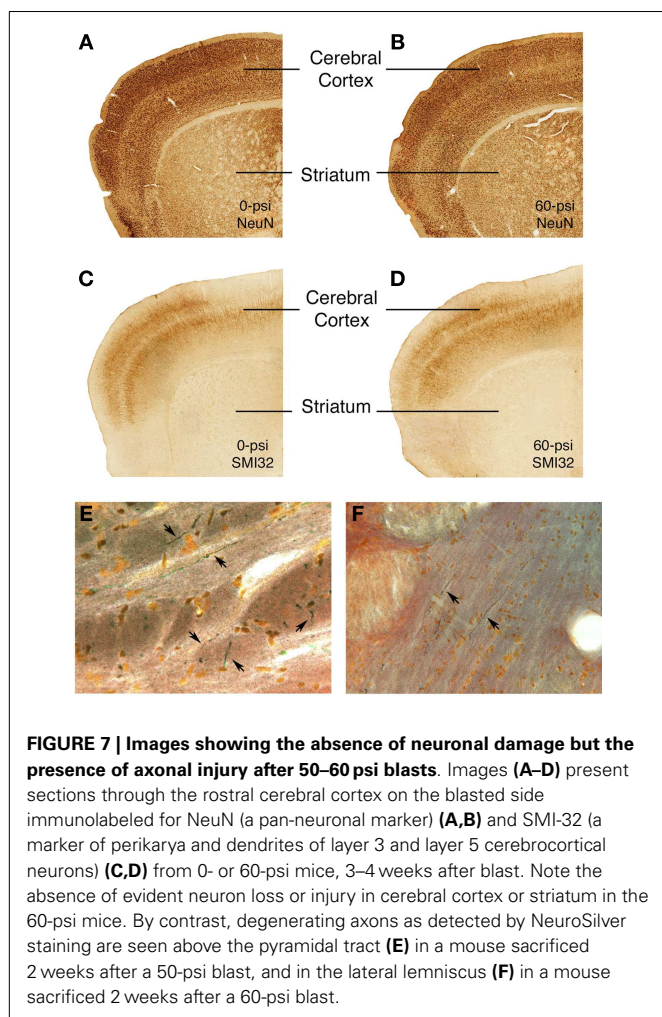 A
B
Cerebral
Cortex
Striatum
0-psi
NeuN
60-psi
NeuN
C
D
Cerebral
Cortex
Striatum
0-psi
SMI32
60-psi
SMI32
E
F
FIGURE 7 | Images showing the absence of neuronal damage but the
presence of axonal injury after 50–60 psi blasts. Images (A–D) present
sections through the rostral cerebral cortex on the blasted side
immunolabeled for NeuN (a pan-neuronal marker) (A,B) and SMI-32 (a
marker of perikarya and dendrites of layer 3 and layer 5 cerebrocortical
neurons) (C,D) from 0- or 60-psi mice, 3–4 weeks after blast. Note the
absence of evident neuron loss or injury in cerebral cortex or striatum in the
60-psi mice. By contrast, degenerating axons as detected by NeuroSilver
staining are seen above the pyramidal tract (E) in a mouse sacrificed
2 weeks after a 50-psi blast, and in the lateral lemniscus (F) in a mouse
sacrificed 2 weeks after a 60-psi blast.